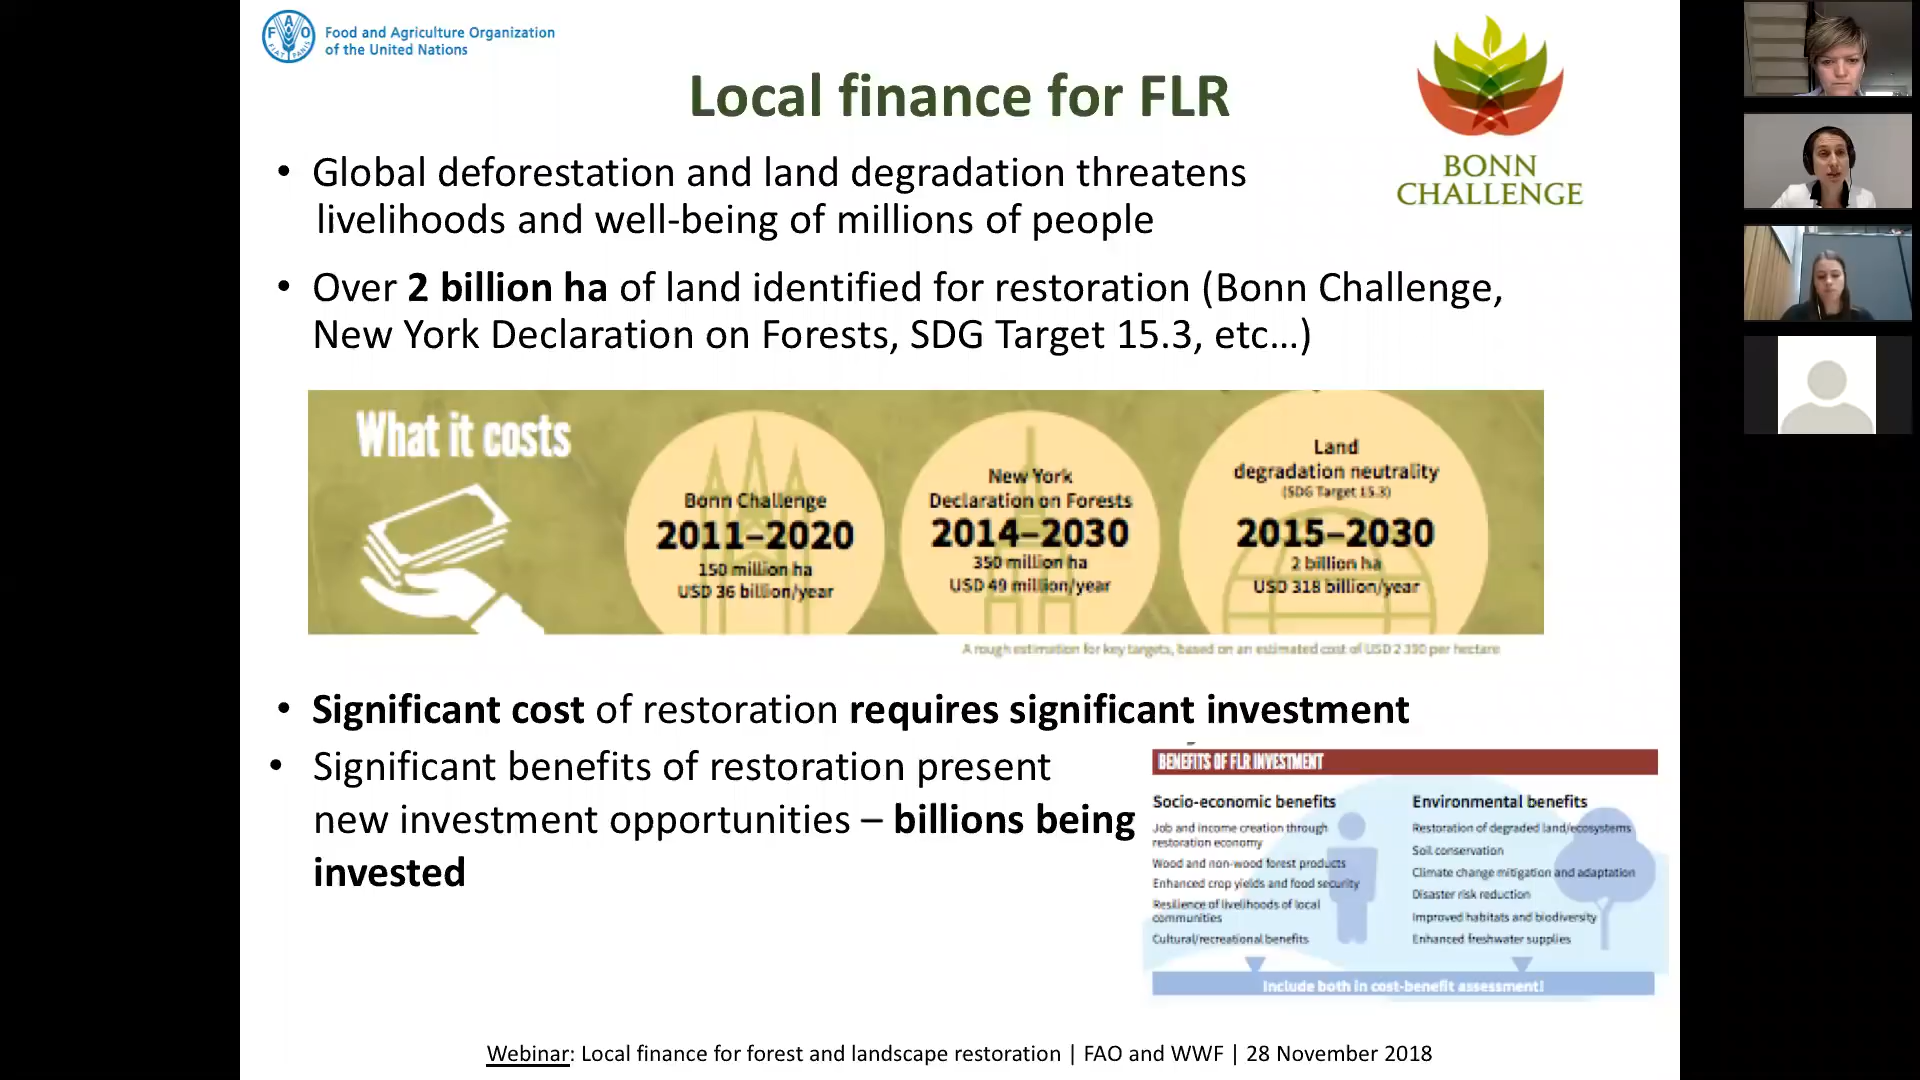 Food and Agriculture Organization
of the United Nations
Local finance for FLR
BONN
CHALLENGE
• Global deforestation and land degradation threatens
livelihoods and well-being of millions of people
• Over 2 billion ha of land identified for restoration (Bonn Challenge,
New York Declaration on Forests, SDG Target 15.3, etc...)
What it costs
Bonn Challenge
2011–2020
150 million ha
USD 36 billion/year
New York
Declaration on Forests
2014–2030
350 million ha
USD 49 million/year
Land
degradation neutrality
(SDG Target 15.3)
2015–2030
2 billion ha
USD 318 billion/year
A rough estimation for key targets, based on an estimated cost of USD 2 390 per hectare
• Significant cost of restoration requires significant investment
• Significant benefits of restoration present
new investment opportunities – billions being
invested
BENEFITS OF FLR INVESTMENT
Socio-economic benefits
Job and income creation through
restoration economy
Wood and non-wood forest products
Enhanced crop yields and food security
Resilience of livelihoods of local
communities
Cultural/recreational benefits
Environmental benefits
Restoration of degraded land/ecosystems
Soil conservation
Climate change mitigation and adaptation
Disaster risk reduction
Improved habitats and biodiversity
Enhanced freshwater supplies
Include both in cost-benefit assessment!
Webinar: Local finance for forest and landscape restoration | FAO and WWF | 28 November 2018